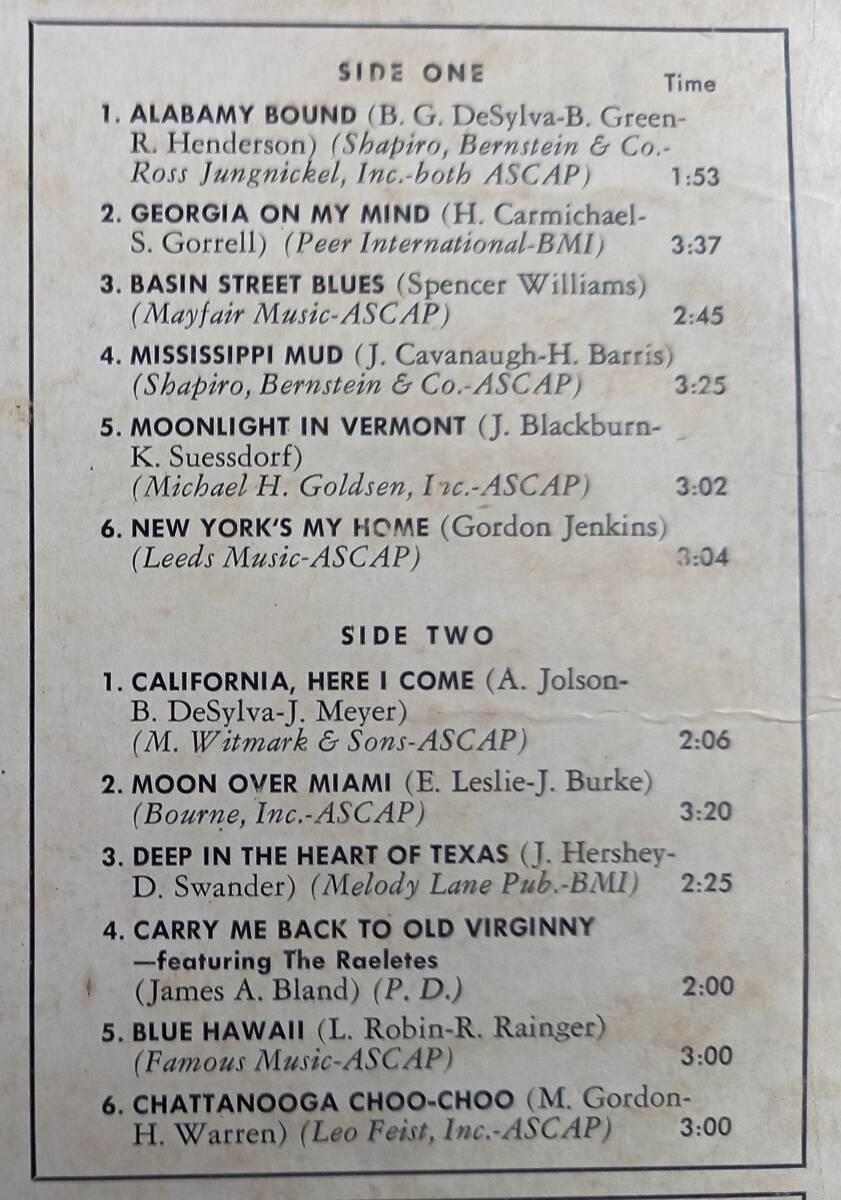 SIDE ONE
Time
1. ALABAMY BOUND (B. G. DeSylva-B. Green-
R. Henderson) (Shapiro, Bernstein & Co.-
Ross Jungnickel, Inc.-both ASCAP) 1:53
2. GEORGIA ON MY MIND (H. Carmichael-
S. Gorrell) (Peer International-BMI) 3:37
3. BASIN STREET BLUES (Spencer Williams)
(Mayfair Music-ASCAP) 2:45
4. MISSISSIPPI MUD (J. Cavanaugh-H. Barris)
(Shapiro, Bernstein & Co.-ASCAP) 3:25
5. MOONLIGHT IN VERMONT (J. Blackburn-
K. Suessdorf)
(Michael H. Goldsen, Inc.-ASCAP) 3:02
6. NEW YORK'S MY HOME (Gordon Jenkins)
(Leeds Music-ASCAP) 3:04
SIDE TWO
1. CALIFORNIA, HERE I COME (A. Jolson-
B. DeSylva-J. Meyer)
(M. Witmark & Sons-ASCAP) 2:06
2. MOON OVER MIAMI (E. Leslie-J. Burke)
(Bourne, Inc.-ASCAP) 3:20
3. DEEP IN THE HEART OF TEXAS (J. Hershey-
D. Swander) (Melody Lane Pub.-BMI) 2:25
4. CARRY ME BACK TO OLD VIRGINNY
—featuring The Raeletes
(James A. Bland) (P. D.) 2:00
5. BLUE HAWAII (L. Robin-R. Rainger)
(Famous Music-ASCAP) 3:00
6. CHATTANOOGA CHOO-CHOO (M. Gordon-
H. Warren) (Leo Feist, Inc.-ASCAP) 3:00